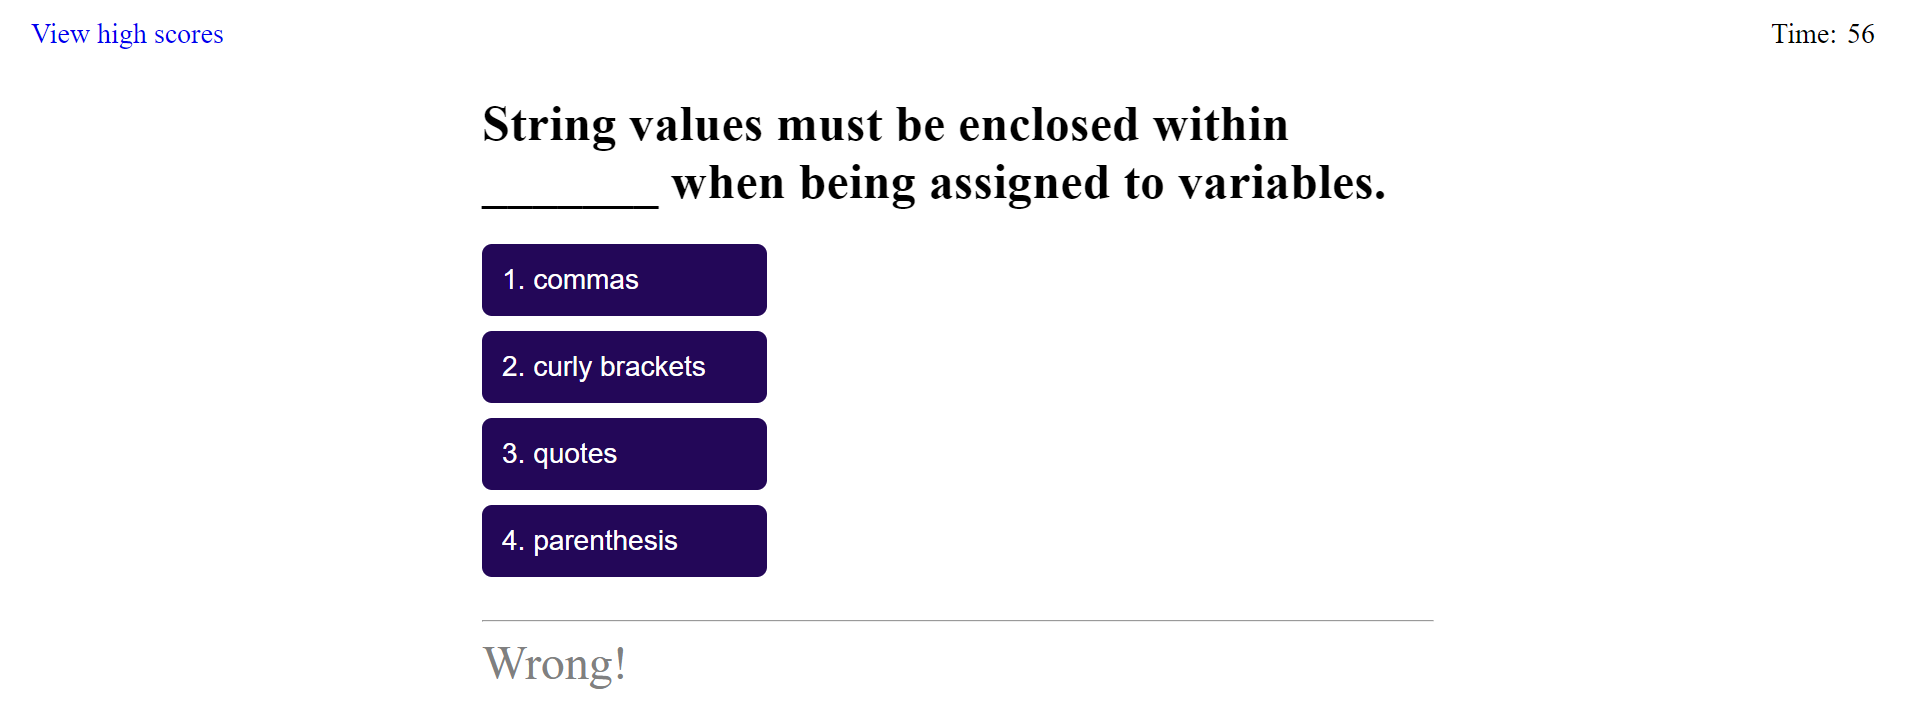 View high scores
Time: 56
String values must be enclosed within
_______ when being assigned to variables.
1. commas
2. curly brackets
3. quotes
4. parenthesis
Wrong!